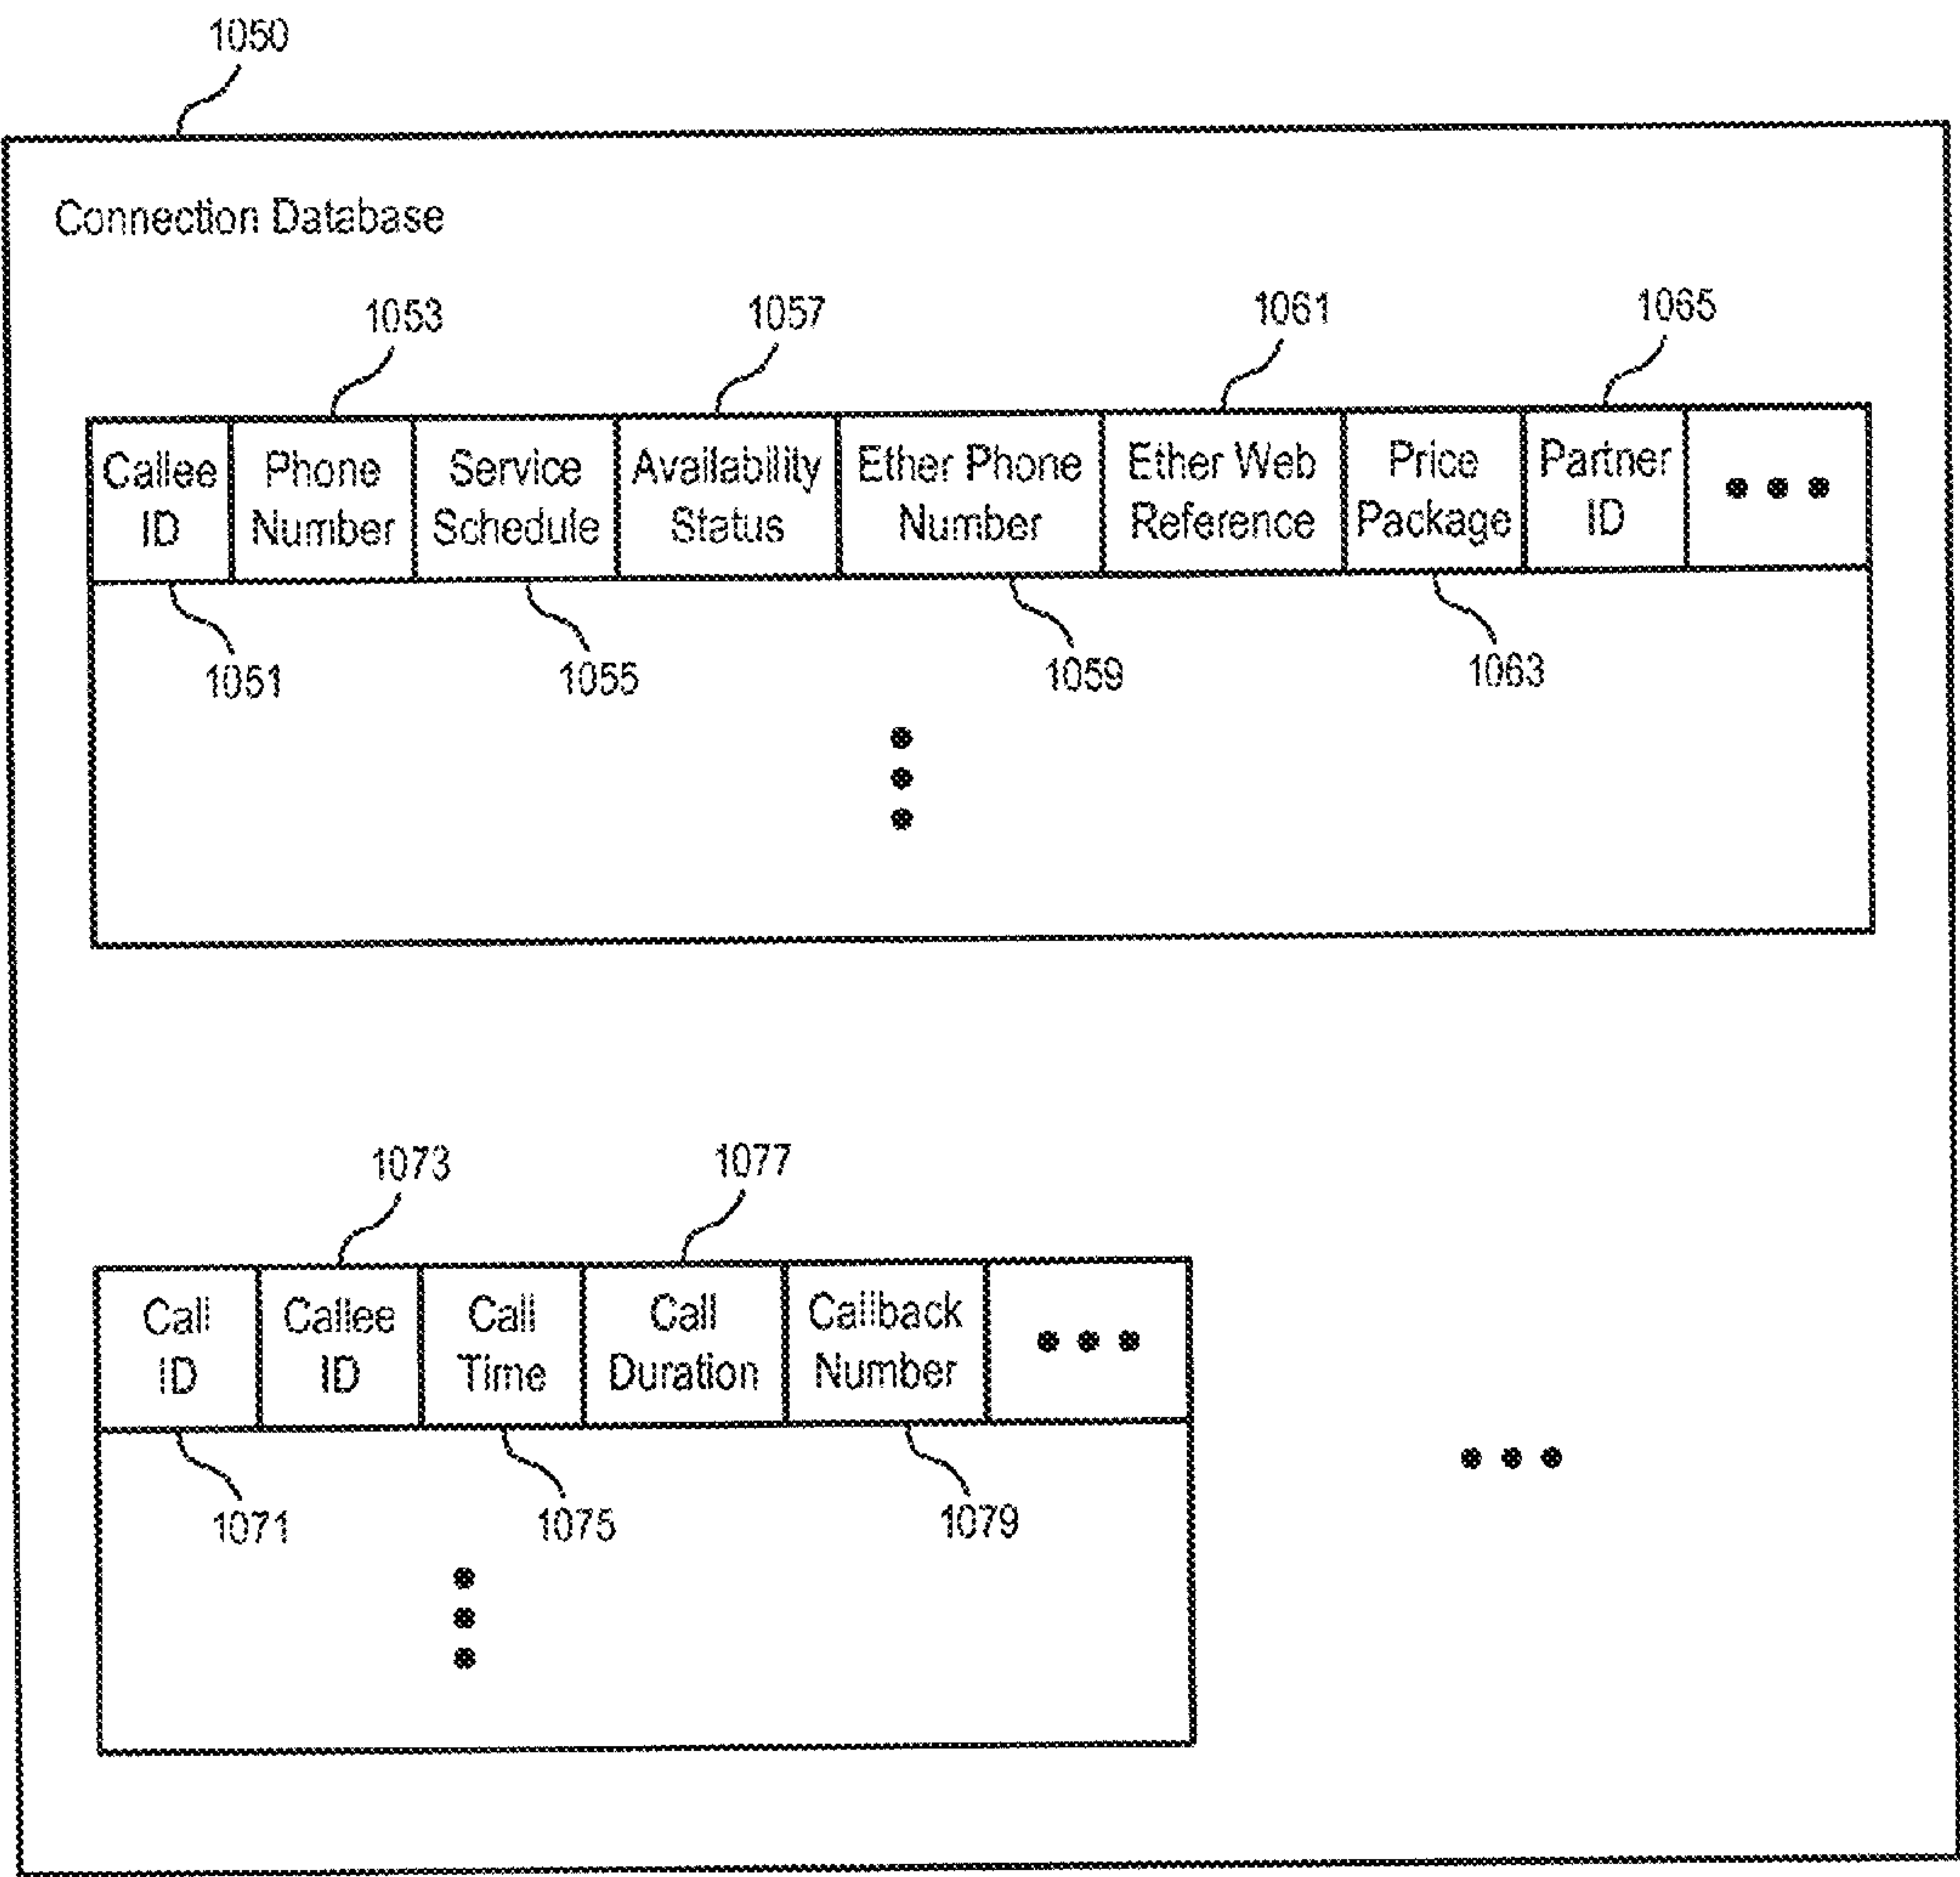 1050
Connection Database
1053
1057
1061
1065
Callee ID
Phone Number
Service Schedule
Availability Status
Ether Phone Number
Ether Web Reference
Price Package
Partner ID
1051
1055
1059
1063
1073
1077
Call ID
Callee ID
Call Time
Call Duration
Callback Number
1071
1075
1079